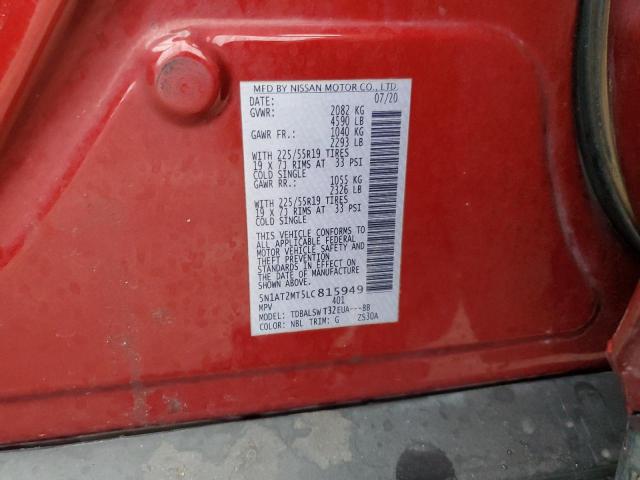 MFD BY NISSAN MOTOR CO., LTD.
DATE: 07/20
GVWR: 2082 KG
4590 LB
GAWR FR.: 1040 KG
2293 LB
WITH 225/55R19 TIRES
19 X 7J RIMS AT 33 PSI
COLD SINGLE
GAWR RR.: 1055 KG
2326 LB
WITH 225/55R19 TIRES
19 X 7J RIMS AT 33 PSI
COLD SINGLE
THIS VEHICLE CONFORMS TO
ALL APPLICABLE FEDERAL
MOTOR VEHICLE SAFETY AND
THEFT PREVENTION STANDARDS
IN EFFECT ON THE DATE OF
MANUFACTURE
SHOWN ABOVE.
5N1AT2MT5LC815949
MPV 401
MODEL: TDBALSWT32EUA---BB
COLOR: NBL TRIM: G ZS30A